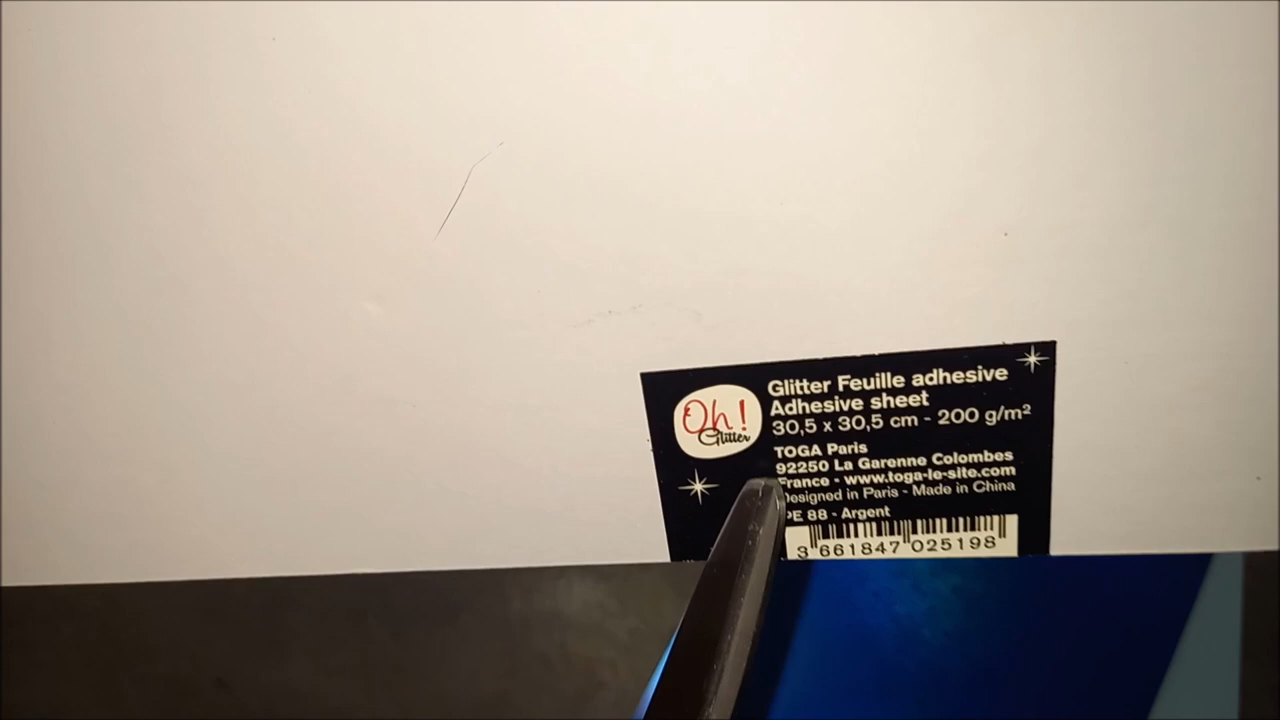 Oh!
Glitter
Glitter Feuille adhesive
Adhesive sheet
30,5 x 30,5 cm - 200 g/m²
TOGA Paris
92250 La Garenne Colombes
France - www.toga-le-site.com
Designed in Paris - Made in China
PE 88 - Argent
3 661847 025198